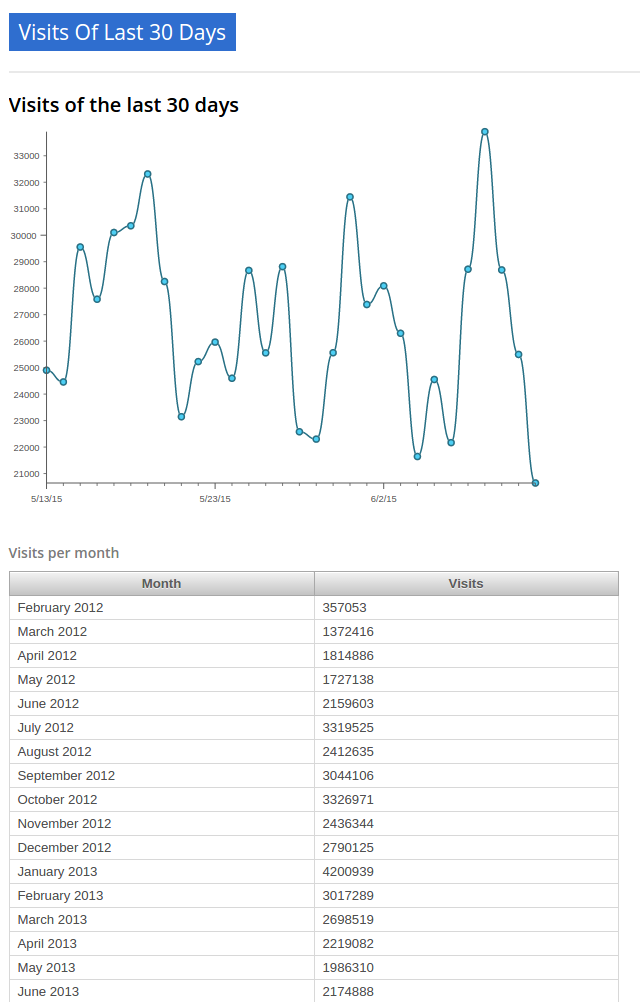 Visits Of Last 30 Days
Visits of the last 30 days
33000
32000
31000
30000
29000
28000
27000
26000
25000
24000
23000
22000
21000
5/13/15 5/23/15 6/2/15
Visits per month
Month Visits
February 2012 357053
March 2012 1372416
April 2012 1814886
May 2012 1727138
June 2012 2159603
July 2012 3319525
August 2012 2412635
September 2012 3044106
October 2012 3326971
November 2012 2436344
December 2012 2790125
January 2013 4200939
February 2013 3017289
March 2013 2698519
April 2013 2219082
May 2013 1986310
June 2013 2174888